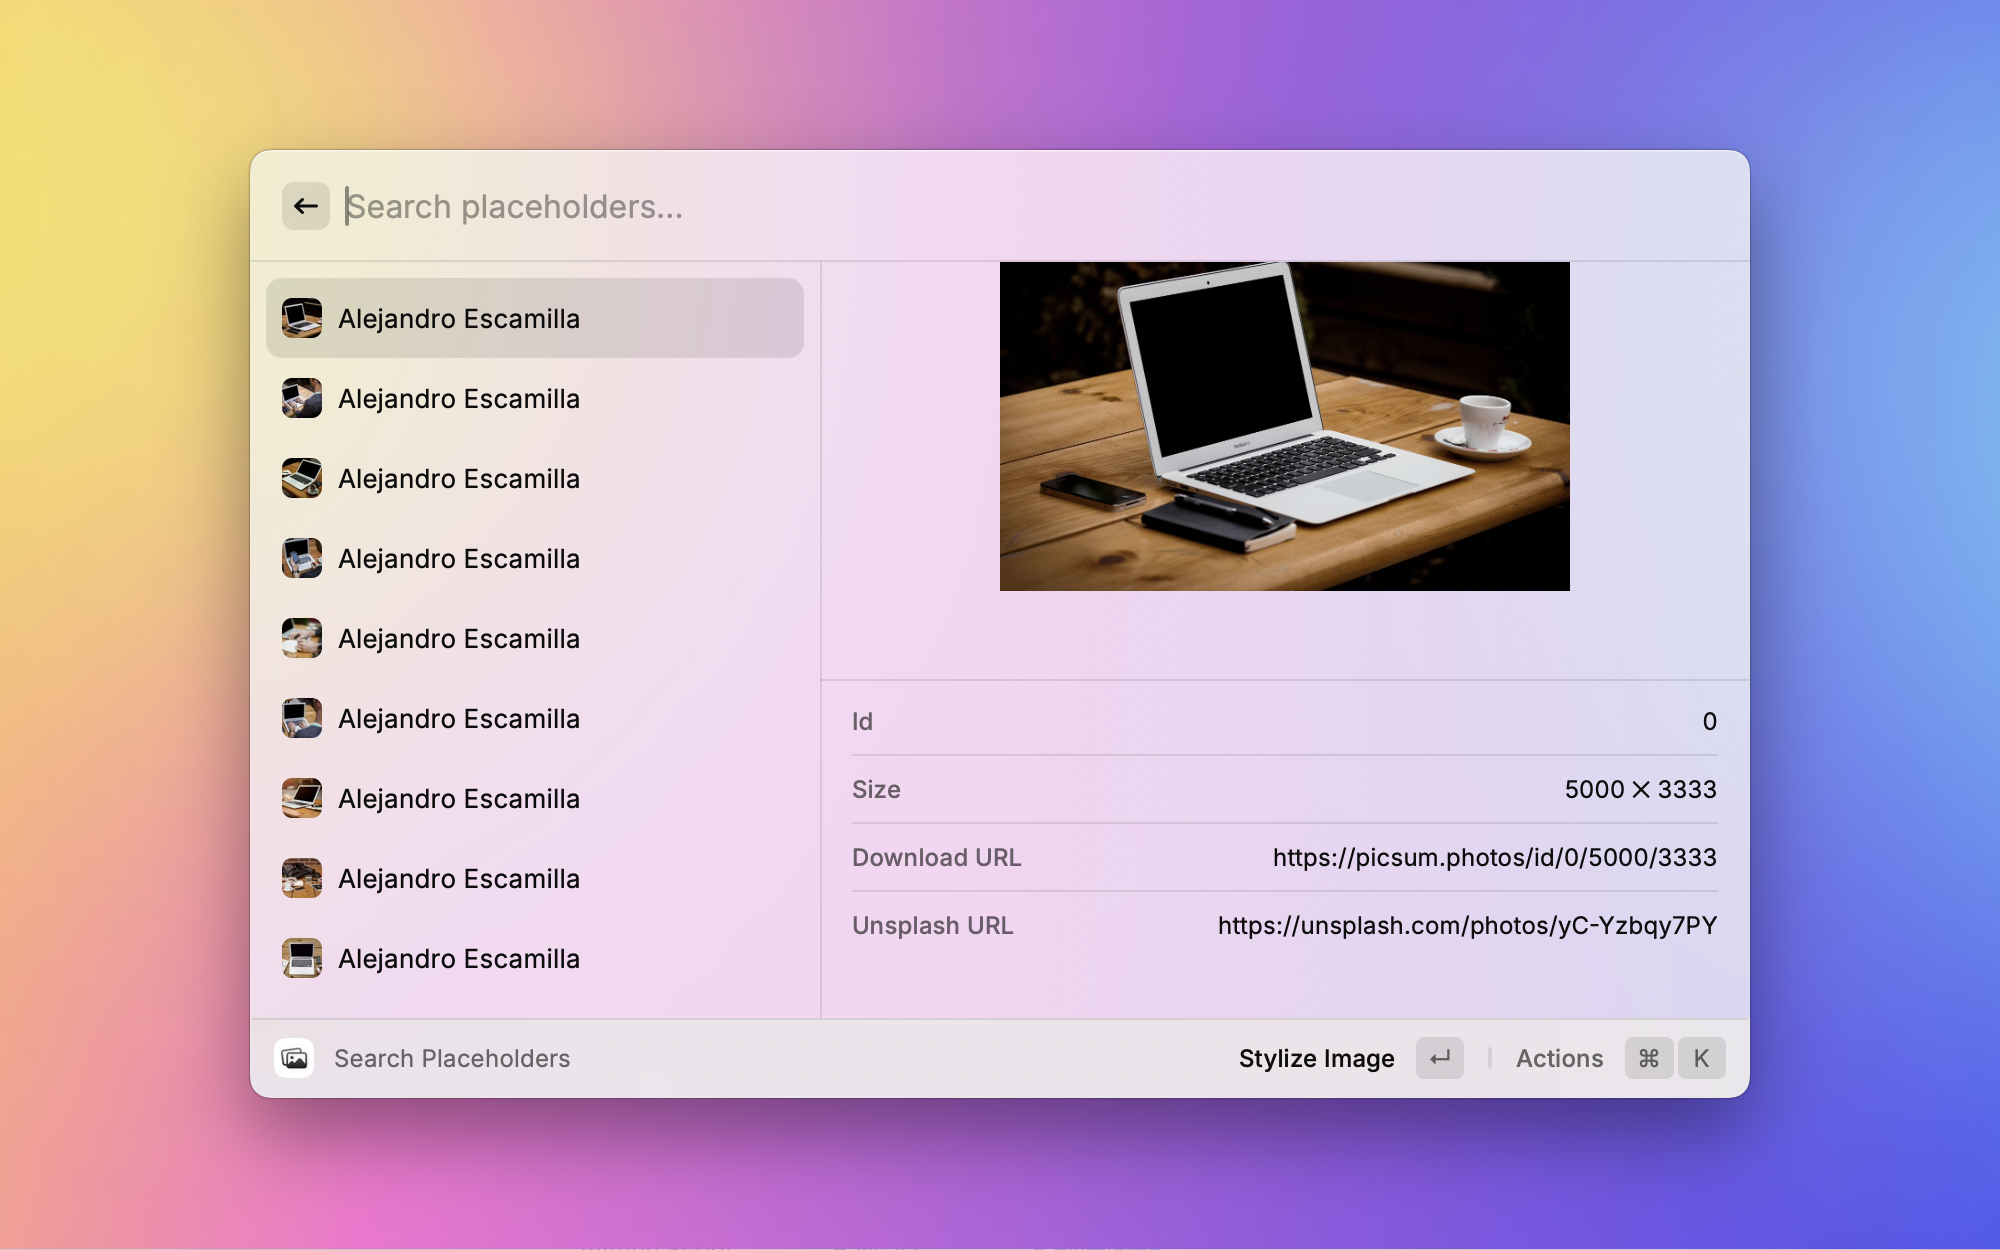 Search placeholders...
Alejandro Escamilla
Alejandro Escamilla
Alejandro Escamilla
Alejandro Escamilla
Alejandro Escamilla
Alejandro Escamilla
Alejandro Escamilla
Alejandro Escamilla
Alejandro Escamilla
Id 0
Size 5000 × 3333
Download URL https://picsum.photos/id/0/5000/3333
Unsplash URL https://unsplash.com/photos/yC-Yzbqy7PY
Search Placeholders Stylize Image ↵ Actions ⌘ K